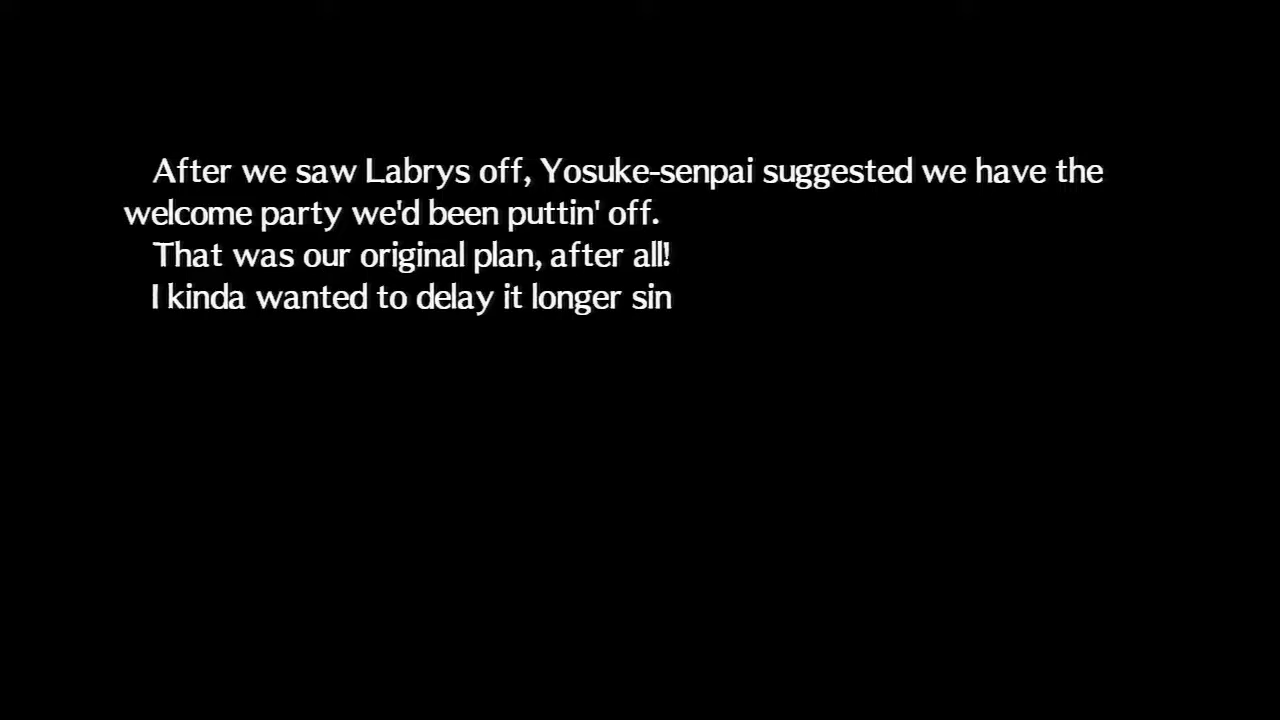 After we saw Labrys off, Yosuke-senpai suggested we have the
welcome party we'd been puttin' off.
That was our original plan, after all!
I kinda wanted to delay it longer sin